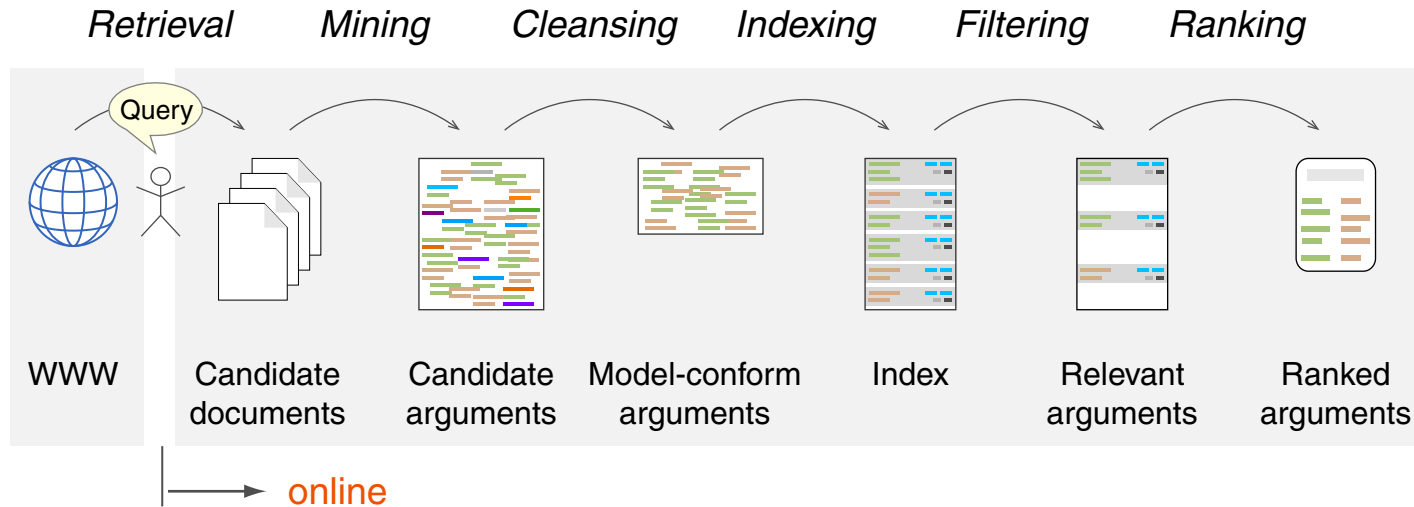 Retrieval Mining Cleansing Indexing Filtering Ranking
Query
WWW Candidate documents Candidate arguments Model-conform arguments Index Relevant arguments Ranked arguments
online